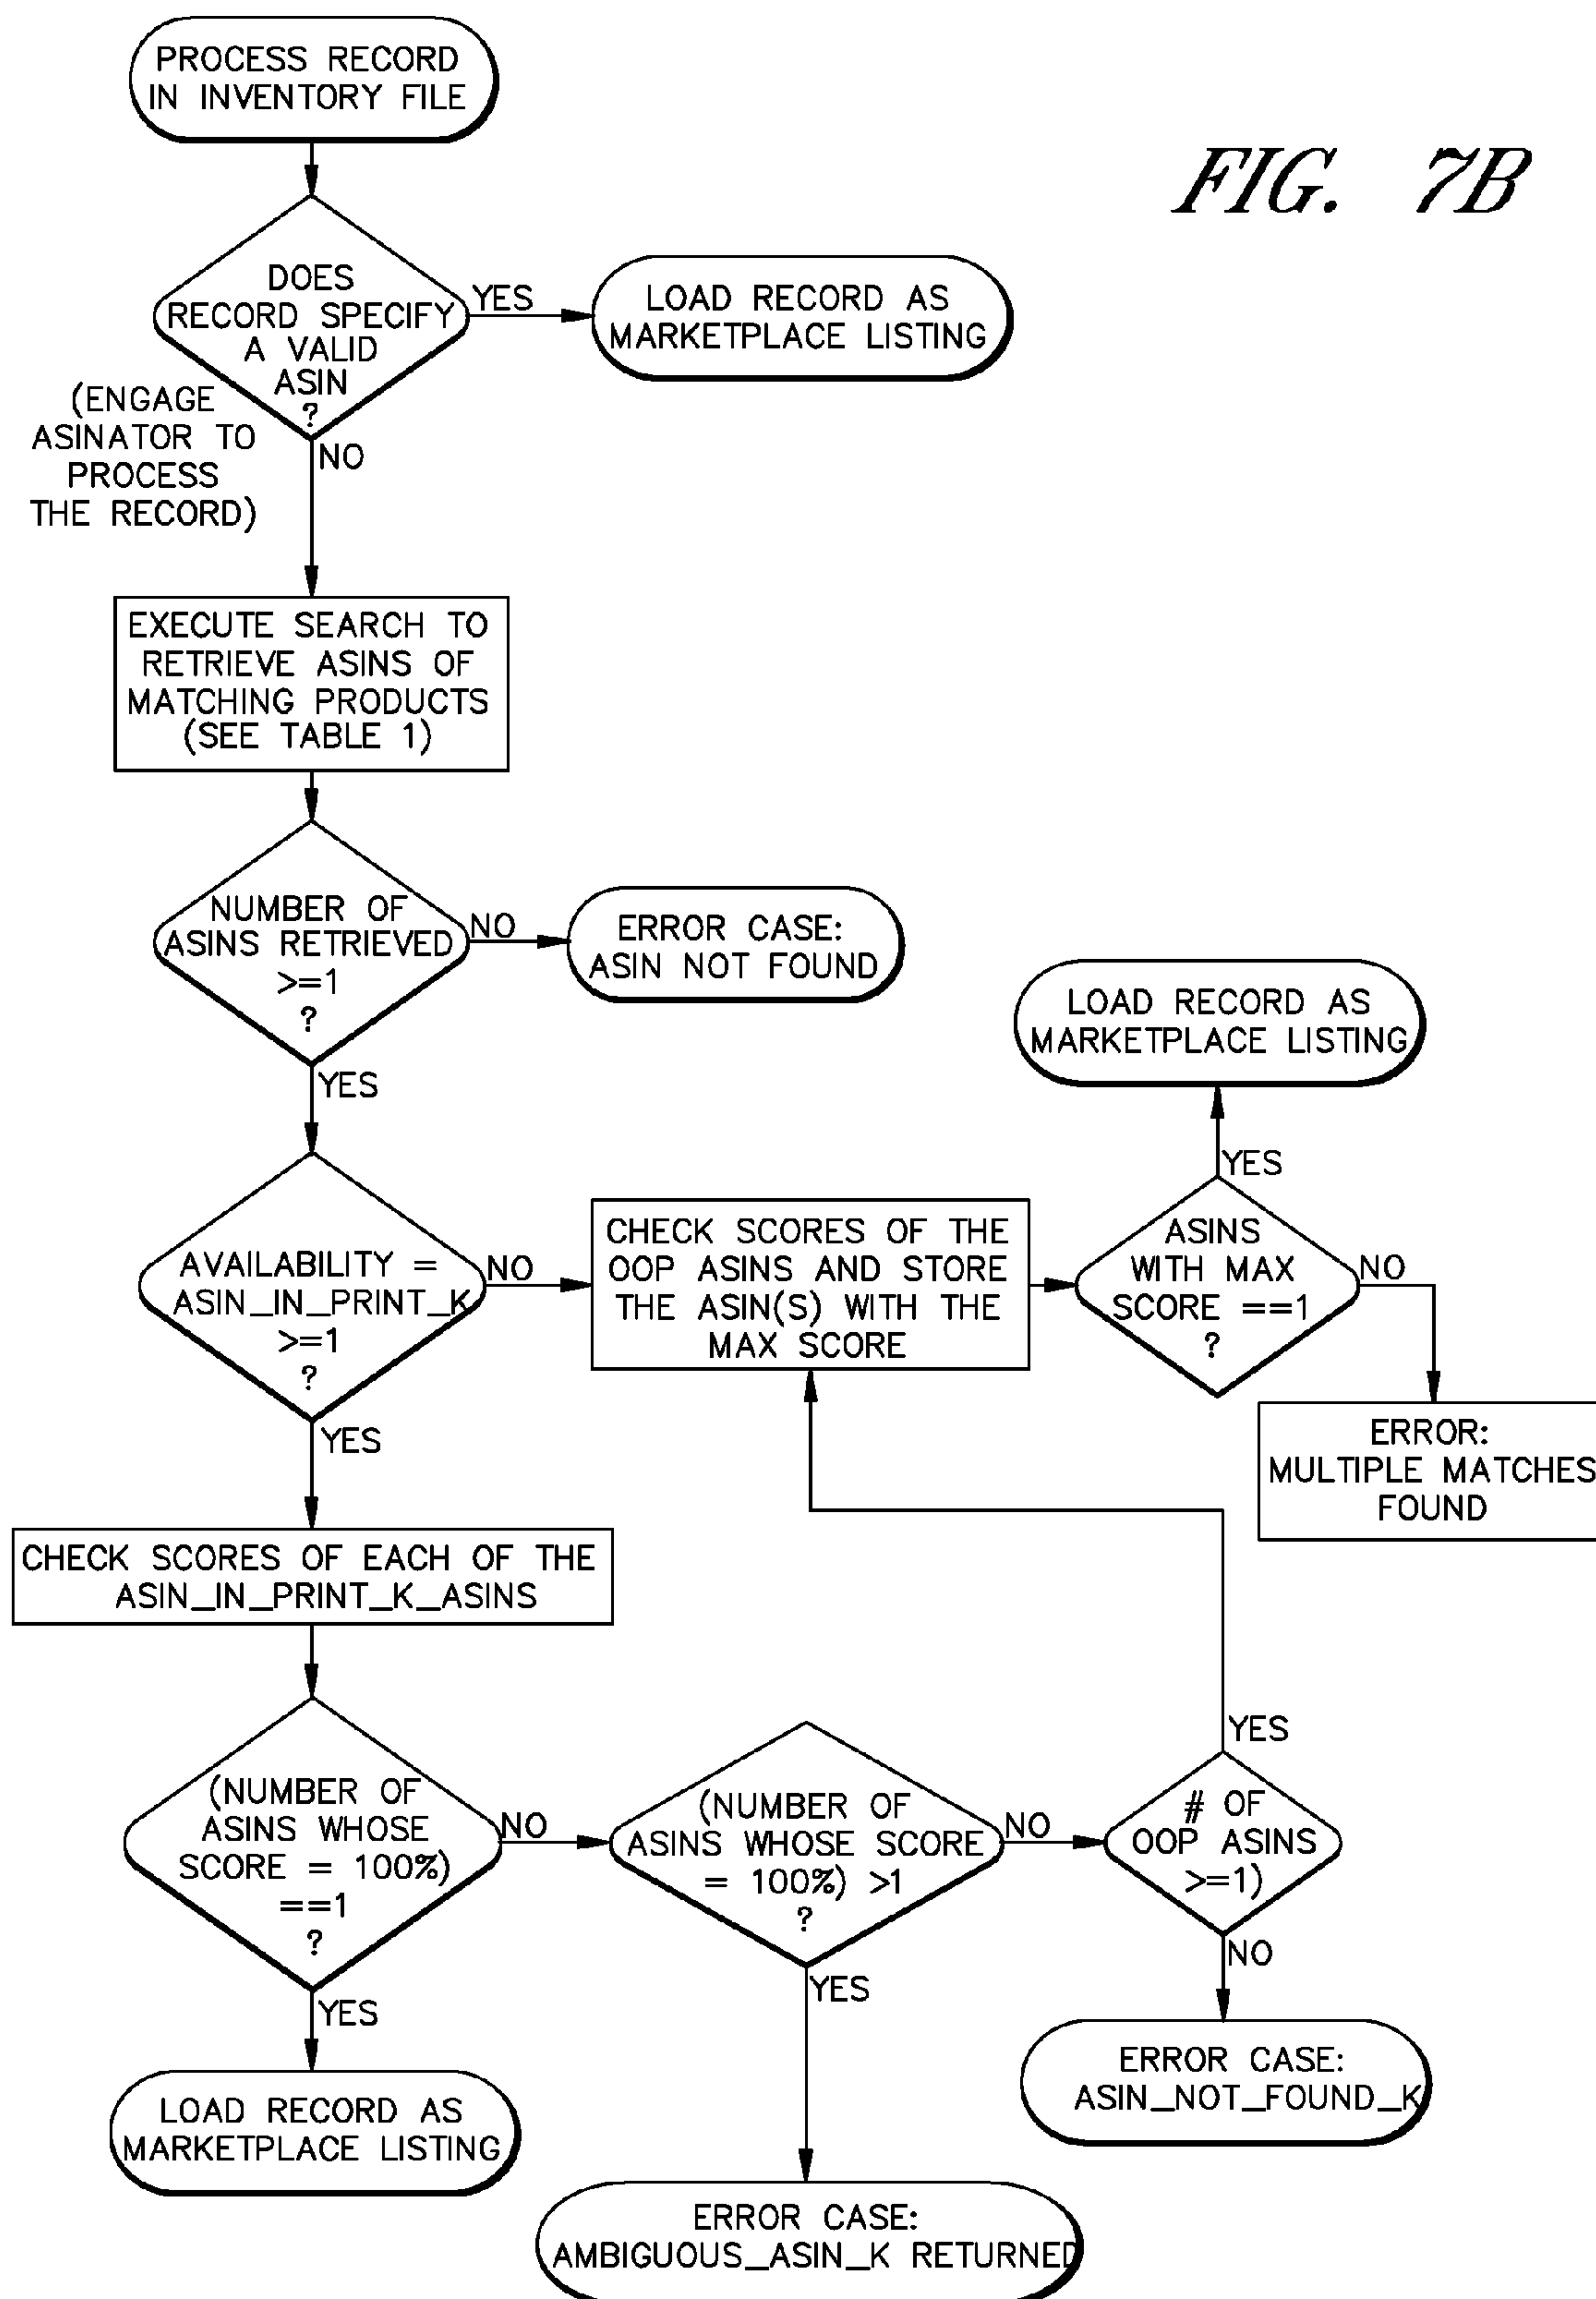 PROCESS RECORD
IN INVENTORY FILE
FIG. 7B
DOES
RECORD SPECIFY
A VALID
ASIN
?
YES
LOAD RECORD AS
MARKETPLACE LISTING
(ENGAGE
ASINATOR TO
PROCESS
THE RECORD)
NO
EXECUTE SEARCH TO
RETRIEVE ASINS OF
MATCHING PRODUCTS
(SEE TABLE 1)
NUMBER OF
ASINS RETRIEVED
>=1
?
NO
ERROR CASE:
ASIN NOT FOUND
YES
LOAD RECORD AS
MARKETPLACE LISTING
YES
AVAILABILITY =
ASIN_IN_PRINT_K
>=1
?
NO
CHECK SCORES OF THE
OOP ASINS AND STORE
THE ASIN(S) WITH THE
MAX SCORE
ASINS
WITH MAX
SCORE ==1
?
NO
ERROR:
MULTIPLE MATCHES
FOUND
YES
CHECK SCORES OF EACH OF THE
ASIN_IN_PRINT_K_ASINS
(NUMBER OF
ASINS WHOSE
SCORE = 100%)
==1
?
NO
(NUMBER OF
ASINS WHOSE SCORE
= 100%) >1
?
NO
YES
# OF
OOP ASINS
>=1)
NO
YES
YES
ERROR CASE:
ASIN_NOT_FOUND_K
LOAD RECORD AS
MARKETPLACE LISTING
ERROR CASE:
AMBIGUOUS_ASIN_K RETURNED